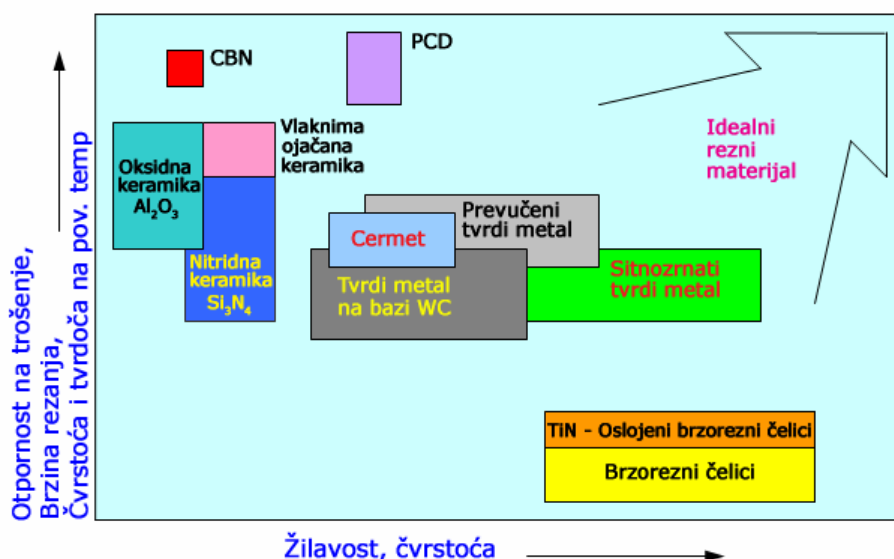 CBN
PCD
Oksidna
keramika
Al₂O₃
Vlaknima
ojačana
keramika
Idealni
rezni
materijal
Nitridna
keramika
Si₃N₄
Cermet
Prevučeni
tvrdi metal
Tvrdi metal
na bazi WC
Sitnozrnati
tvrdi metal
TiN - Oslojeni brzorezni čelici
Brzorezni čelici
Otpornost na trošenje,
Brzina rezanja,
Čvrstoća i tvrdoča na pov. temp
Žilavost, čvrstoća